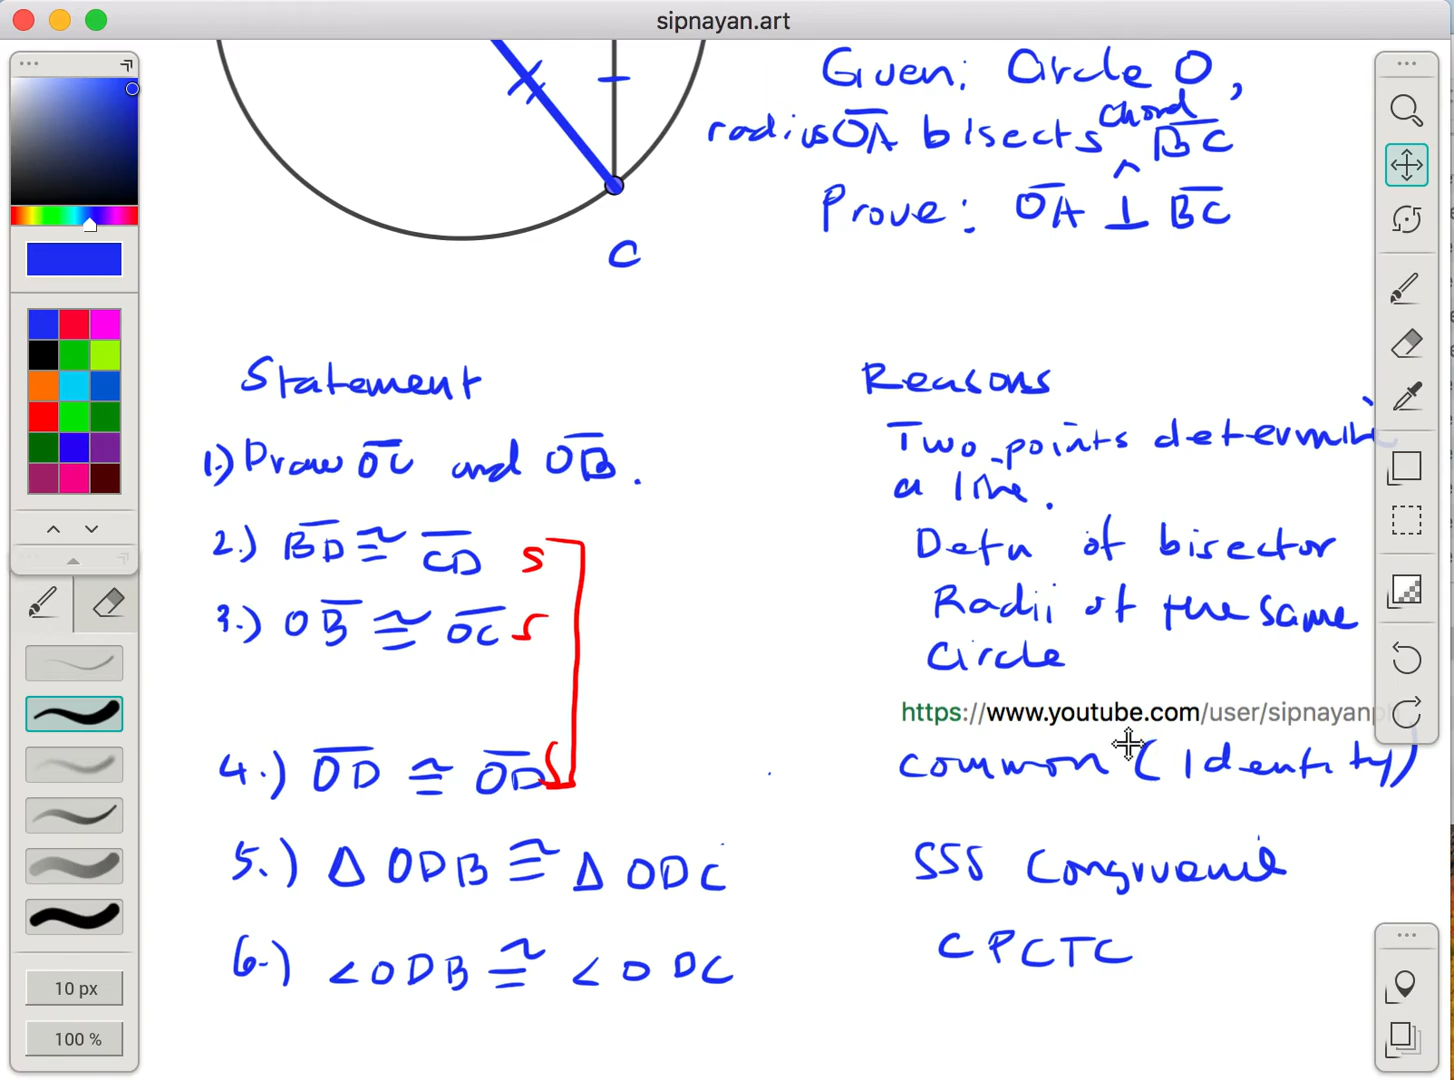 sipnayan.art
Given: Circle O,
chord
radius OA bisects ^ BC
Prove: OA ⊥ BC
C
Statement
Reasons
1.) Draw OC and OB.
Two points determine
a line.
2.) BD ≅ CD S
Defn of bisector
3.) OB ≅ OC S
Radii of the same
Circle
https://www.youtube.com/user/sipnayanp
4.) OD ≅ OD S
common (Identity)
5.) Δ ODB ≅ Δ ODC
SSS Congruence
6.) < ODB ≅ < ODC
CPCTC
10 px
100 %